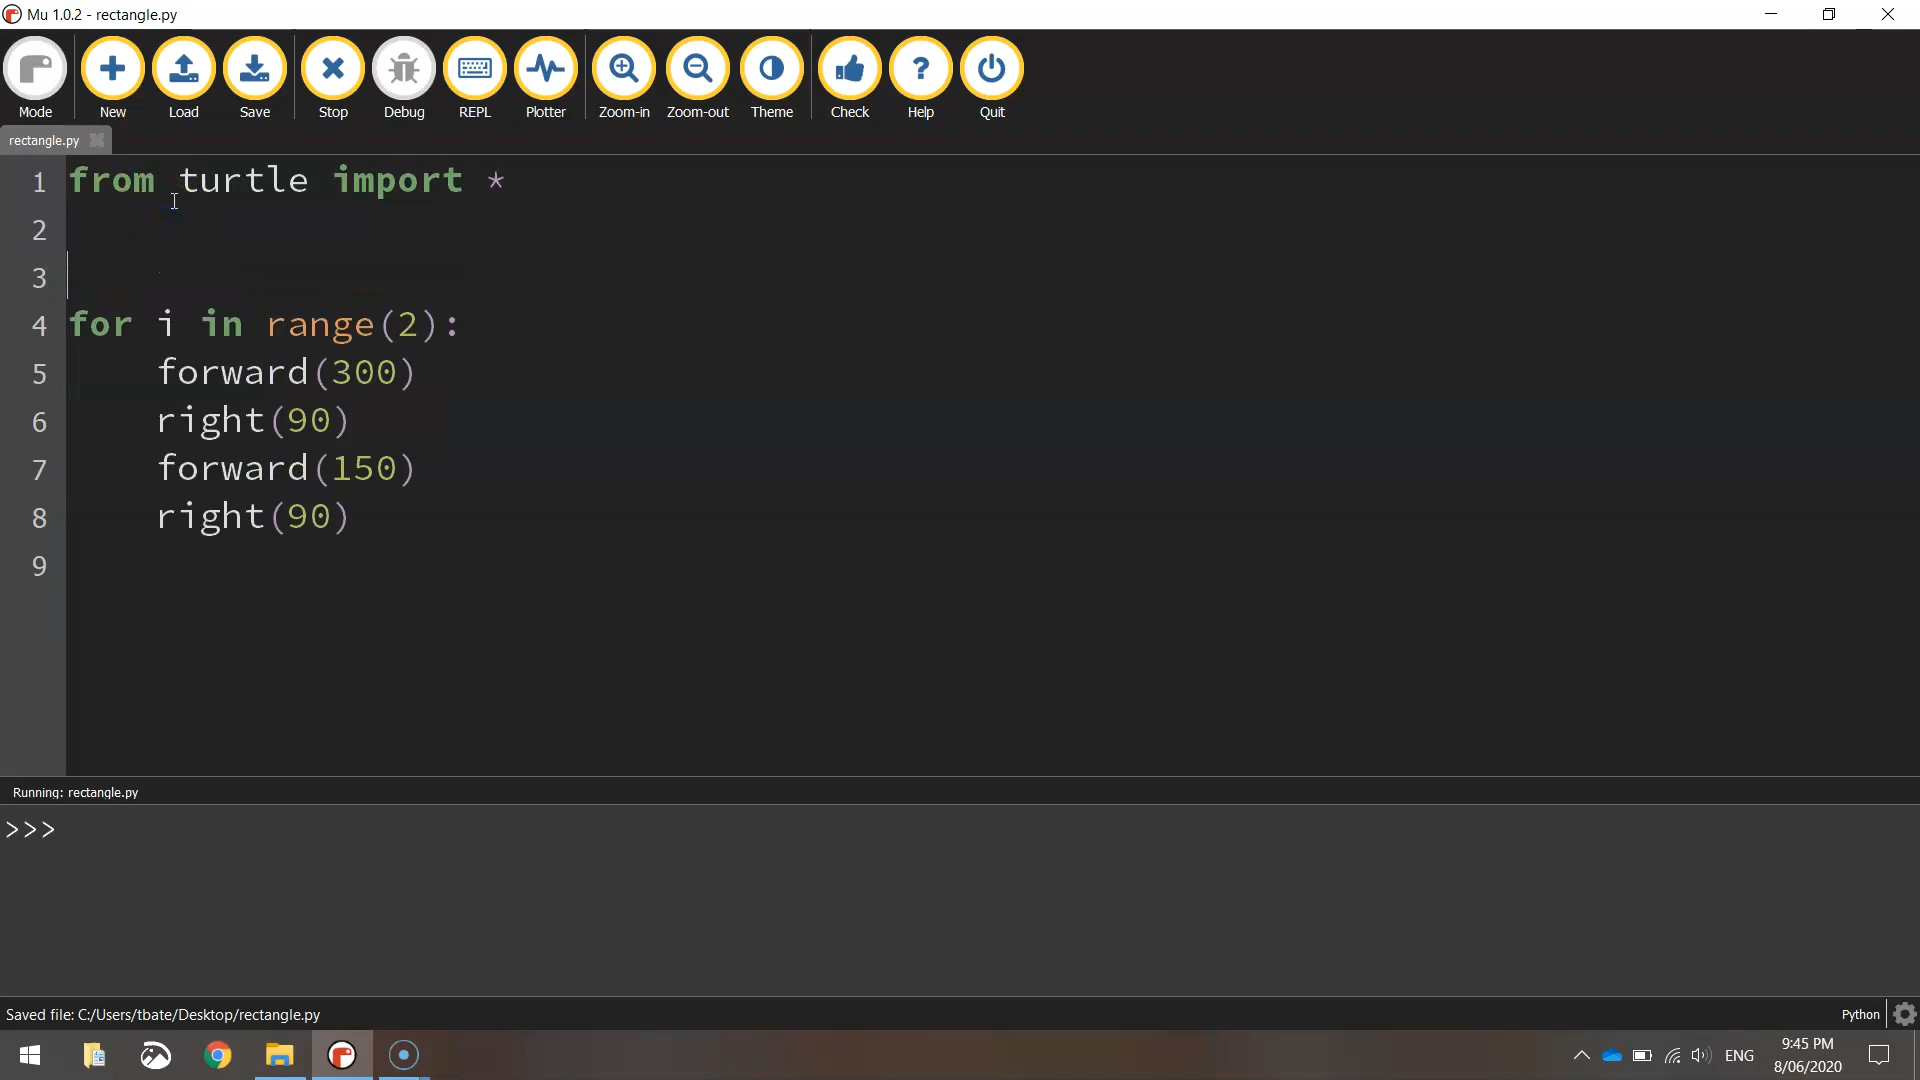 Mu 1.0.2 - rectangle.py
Mode New Load Save Stop Debug REPL Plotter Zoom-in Zoom-out Theme Check Help Quit
rectangle.py
1 from turtle import *
2
3
4 for i in range(2):
5     forward(300)
6     right(90)
7     forward(150)
8     right(90)
9
Running: rectangle.py
>>>
Saved file: C:/Users/tbate/Desktop/rectangle.py Python
ENG 9:45 PM
8/06/2020